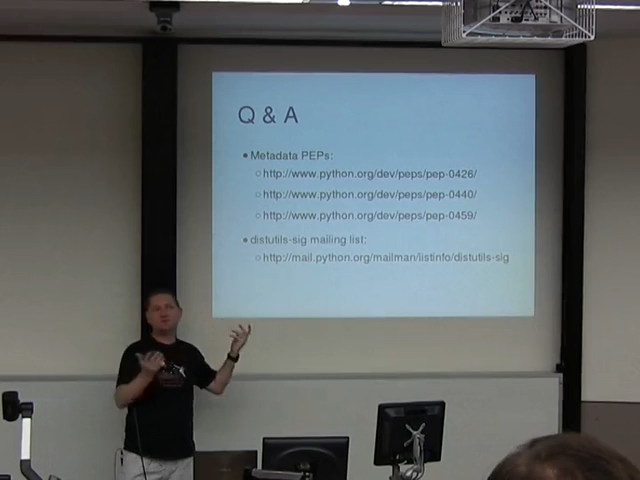 Q & A
• Metadata PEPs:
○ http://www.python.org/dev/peps/pep-0426/
○ http://www.python.org/dev/peps/pep-0440/
○ http://www.python.org/dev/peps/pep-0459/
• distutils-sig mailing list:
○ http://mail.python.org/mailman/listinfo/distutils-sig